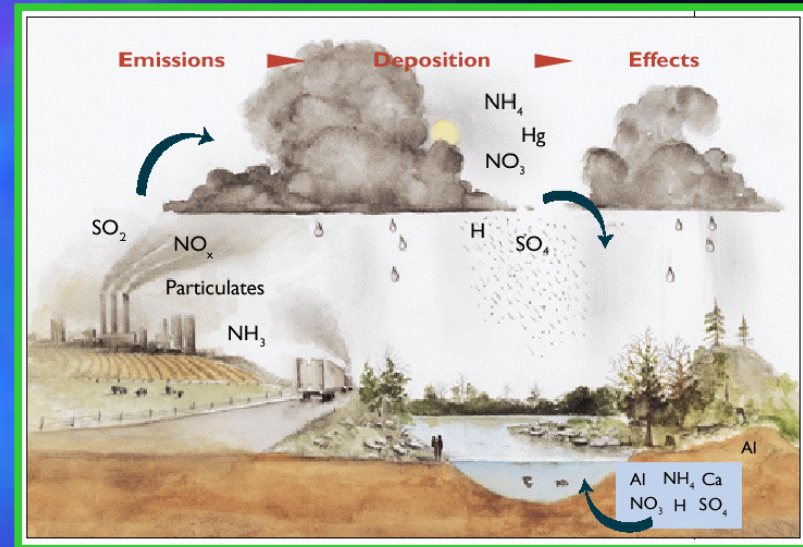 Emissions Deposition Effects
NH₄
Hg
NO₃
SO₂
NOₓ
H
SO₄
Particulates
NH₃
Al
Al NH₄ Ca
NO₃ H SO₄